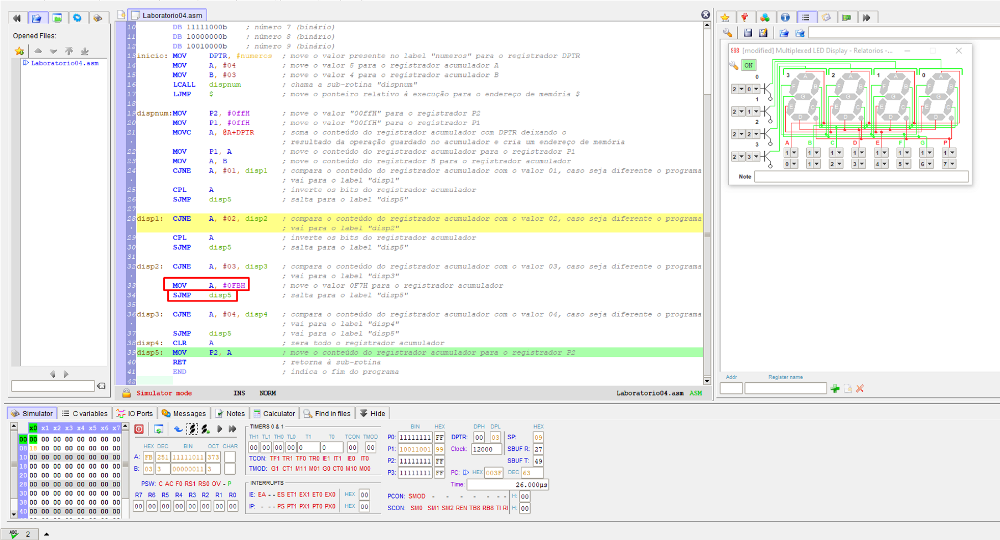 Laboratorio04.asm
Opened Files:
Laboratorio04.asm
10 DB 11111000b ; número 7 (binário)
11 DB 10000000b ; número 8 (binário)
12 DB 10010000b ; número 9 (binário)
13 inicio: MOV DPTR, #numeros ; move o valor presente no label "numeros" para o registrador DPTR
14 MOV A, #04 ; move o valor 5 para o registrador acumulador A
15 MOV B, #03 ; move o valor 4 para o registrador acumulador B
16 LCALL dispnum ; chama a sub-rotina "dispnum"
17 LJMP $ ; move o ponteiro relativo à execução para o endereço de memória $
18
19 dispnum:MOV P2, #0ffH ; move o valor "00ffH" para o registrador P2
20 MOV P1, #0ffH ; move o valor "00ffH" para o registrador P1
21 MOVC A, @A+DPTR ; soma o conteúdo do registrador acumulador com DPTR deixando o
; resultado da operação guardado no acumulador e cria um endereço de memória
22 MOV P1, A ; move o conteúdo do registrador acumulador para o registrador P1
23 MOV A, B ; move o conteúdo do registrador B para o registrador acumulador
24 CJNE A, #01, disp1 ; compara o conteúdo do registrador acumulador com o valor 01, caso seja diferente o programa
; vai para o label "disp1"
25 CPL A ; inverte os bits do registrador acumulador
26 SJMP disp5 ; salta para o label "disp5"
27
28 disp1: CJNE A, #02, disp2 ; compara o conteúdo do registrador acumulador com o valor 02, caso seja diferente o programa
; vai para o label "disp2"
29 CPL A ; inverte os bits do registrador acumulador
30 SJMP disp5 ; salta para o label "disp5"
31
32 disp2: CJNE A, #03, disp3 ; compara o conteúdo do registrador acumulador com o valor 03, caso seja diferente o programa
; vai para o label "disp3"
33 MOV A, #0FBH ; move o valor 0F7H para o registrador acumulador
34 SJMP disp5 ; salta para o label "disp5"
35
36 disp3: CJNE A, #04, disp4 ; compara o conteúdo do registrador acumulador com o valor 04, caso seja diferente o programa
; vai para o label "disp4"
37 SJMP disp5 ; vai para o label "disp5"
38 disp4: CLR A ; zera todo o registrador acumulador
39 disp5: MOV P2, A ; move o conteúdo do registrador acumulador para o registrador P2
40 RET ; retorna à sub-rotina
41 END ; indica o fim do programa
42
Simulator mode INS NORM Laboratorio04.asm ASM
888 [modified] Multiplexed LED Display - Relatorios -...
ON
0 3 2 1 0
2 0
1
2 1
2
2 2
3
2 3
A B C D E F G P
1 1 1 1 1 1 1 1
0 1 2 3 4 5 6 7
Note
Addr Register name
Simulator C variables IO Ports Messages Notes Calculator Find in files Hide
x0 x1 x2 x3 x4 x5 x6 x7
00 00 00 00 00 00 00 00 00
08 18 00 00 00 00 00 00 00
10 00 00 00 00 00 00 00 00
18 00 00 00 00 00 00 00 00
20 00 00 00 00 00 00 00 00
28 00 00 00 00 00 00 00 00
30 00 00 00 00 00 00 00 00
38 00 00 00 00 00 00 00 00
40 00 00 00 00 00 00 00 00
HEX DEC BIN OCT CHAR
A: FB 251 11111011 373
B: 03 3 00000011 3
PSW: C AC F0 RS1 RS0 OV - P
R7 R6 R5 R4 R3 R2 R1 R0
00 00 00 00 00 00 00 00
TIMERS 0 & 1
TH1 TL1 TH0 TL0 T1 T0 TCON TMOD
00 00 00 00 0 0 00 00
TCON: TF1 TR1 TF0 TR0 IE1 IT1 IE0 IT0
TMOD: G1 CT1 M11 M01 G0 CT0 M10 M00
INTERRUPTS
IE: EA - - ES ET1 EX1 ET0 EX0 HEX 00
IP: - - - PS PT1 PX1 PT0 PX0 HEX 00
BIN HEX DPH DPL HEX
P0: 11111111 FF DPTR: 00 03 SP: 09
P1: 10011001 99 Clock: 12000 SBUF R: 27
P2: 11111111 FF SBUF T: 49
P3: 11111111 FF PC: HEX 003F DEC 63
Time: 26.000µs
PCON: SMOD - - - - - - - H: 00
SCON: SM0 SM1 SM2 REN TB8 RB8 TI RI H: 00
ABC 2